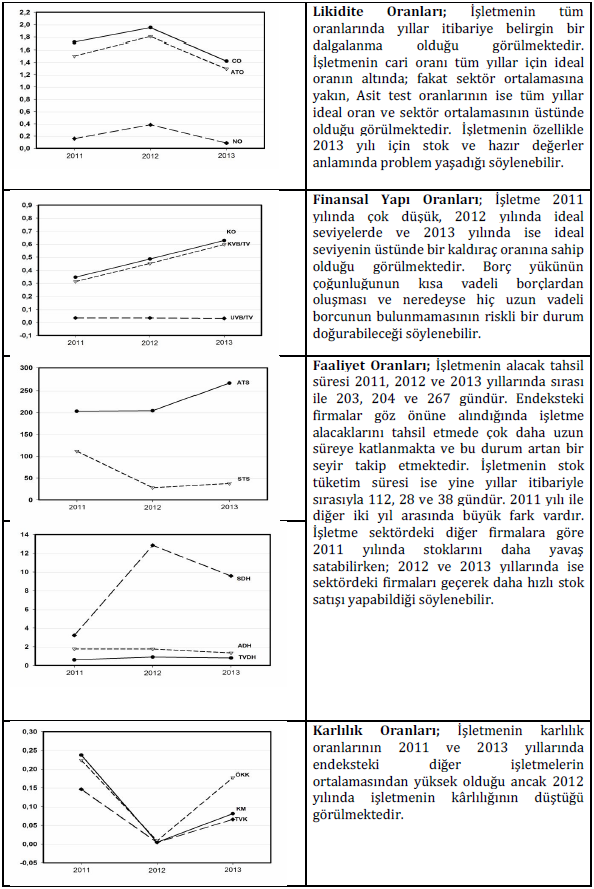 2,2
2,0
1,8
1,6
1,4
1,2
1,0
0,8
0,6
0,4
0,2
0,0
CO
ATO
NO
2011
2012
2013
Likidite Oranları; İşletmenin tüm
oranlarında yıllar itibariye belirgin bir
dalgalanma olduğu görülmektedir.
İşletmenin cari oranı tüm yıllar için ideal
oranın altında; fakat sektör ortalamasına
yakın, Asit test oranlarının ise tüm yıllar
ideal oran ve sektör ortalamasının üstünde
olduğu görülmektedir. İşletmenin özellikle
2013 yılı için stok ve hazır değerler
anlamında problem yaşadığı söylenebilir.
0,9
0,8
0,7
0,6
0,5
0,4
0,3
0,2
0,1
0,0
-0,1
KO
KVB/TV
UVB/TV
2011
2012
2013
Finansal Yapı Oranları; İşletme 2011
yılında çok düşük, 2012 yılında ideal
seviyelerde ve 2013 yılında ise ideal
seviyenin üstünde bir kaldıraç oranına sahip
olduğu görülmektedir. Borç yükünün
çoğunluğunun kısa vadeli borçlardan
oluşması ve neredeyse hiç uzun vadeli
borcunun bulunmamasının riskli bir durum
doğurabileceği söylenebilir.
300
250
200
150
100
50
0
ATS
STS
2011
2012
2013
14
12
10
8
6
4
2
0
SDH
ADH
TVDH
2011
2012
2013
Faaliyet Oranları; İşletmenin alacak tahsil
süresi 2011, 2012 ve 2013 yıllarında sırası
ile 203, 204 ve 267 gündür. Endeksteki
firmalar göz önüne alındığında işletme
alacaklarını tahsil etmede çok daha uzun
süreye katlanmakta ve bu durum artan bir
seyir takip etmektedir. İşletmenin stok
tüketim süresi ise yine yıllar itibariyle
sırasıyla 112, 28 ve 38 gündür. 2011 yılı ile
diğer iki yıl arasında büyük fark vardır.
İşletme sektördeki diğer firmalara göre
2011 yılında stoklarını daha yavaş
satabilirken; 2012 ve 2013 yıllarında ise
sektördeki firmaları geçerek daha hızlı stok
satışı yapabildiği söylenebilir.
0,30
0,25
0,20
0,15
0,10
0,05
0,00
-0,05
ÖKK
KM
TVK
2011
2012
2013
Karlılık Oranları; İşletmenin karlılık
oranlarının 2011 ve 2013 yıllarında
endeksteki diğer işletmelerin
ortalamasından yüksek olduğu ancak 2012
yılında işletmenin kârlılığının düştüğü
görülmektedir.